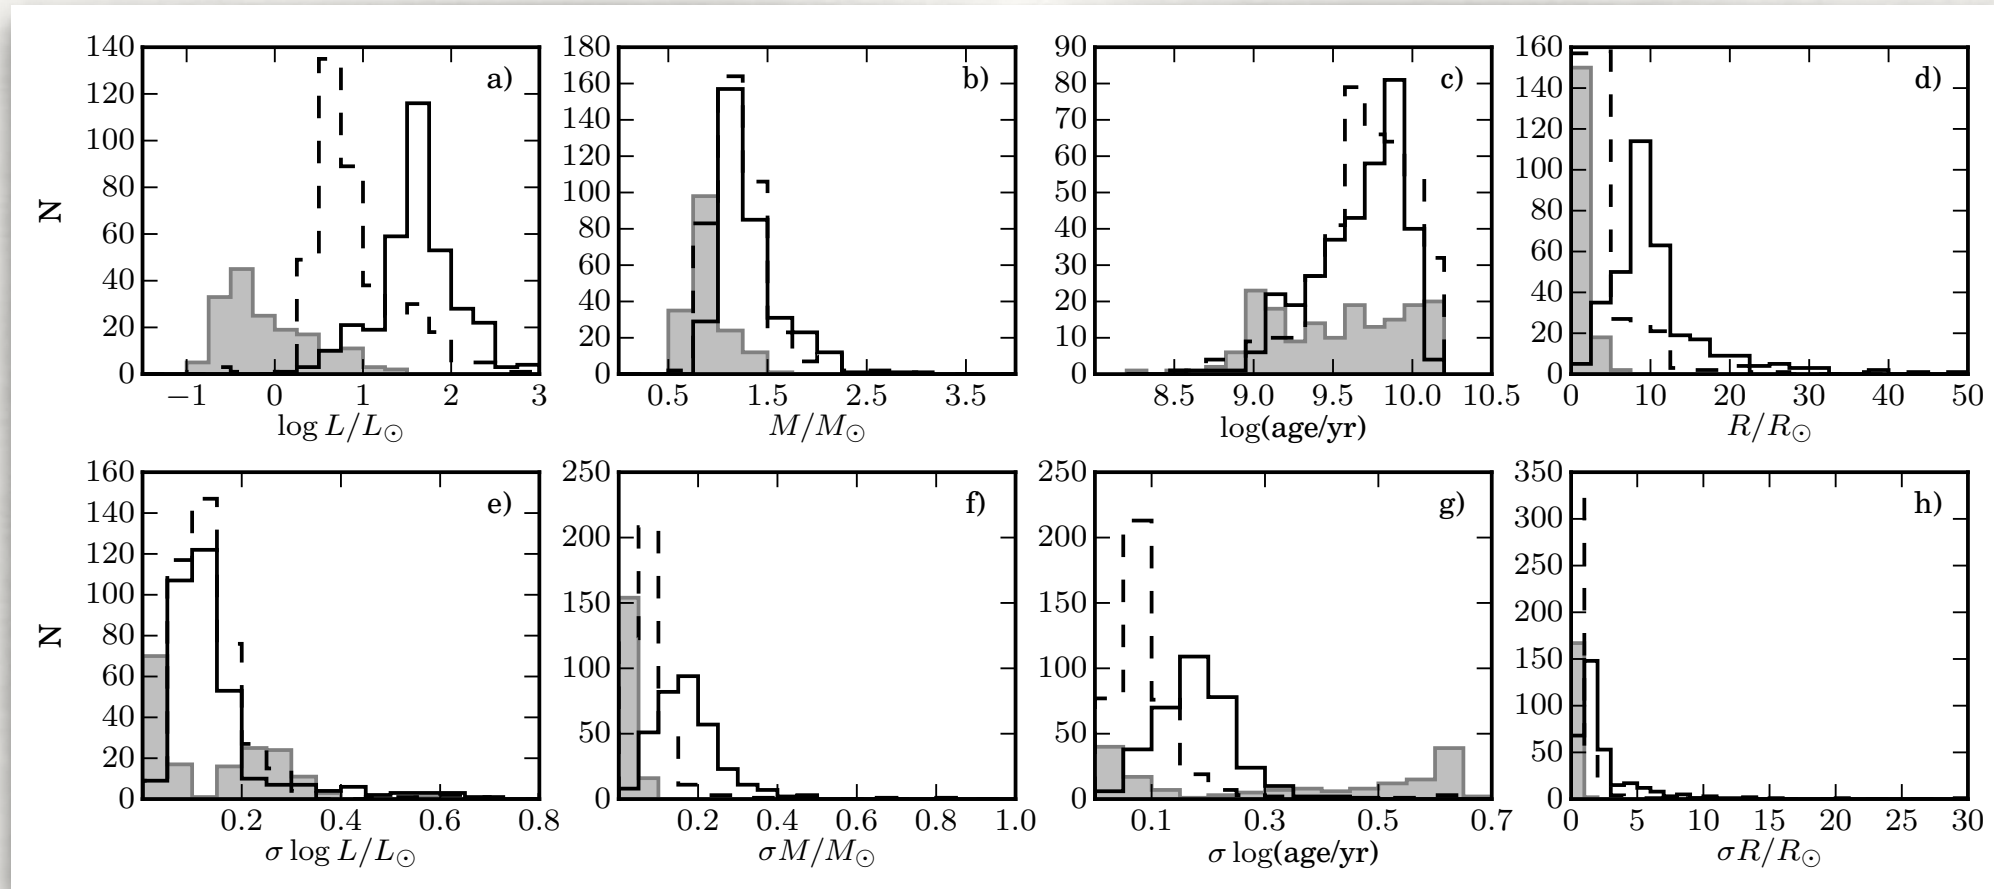 140 120 100 80 60 40 20 0
N
a)
−1 0 1 2 3
log L/L⊙
180 160 140 120 100 80 60 40 20 0
b)
0.5 1.5 2.5 3.5
M/M⊙
90 80 70 60 50 40 30 20 10 0
c)
8.5 9.0 9.5 10.0 10.5
log(age/yr)
160 140 120 100 80 60 40 20 0
d)
0 10 20 30 40 50
R/R⊙
160 140 120 100 80 60 40 20 0
N
e)
0.2 0.4 0.6 0.8
σ log L/L⊙
250 200 150 100 50 0
f)
0.2 0.4 0.6 0.8 1.0
σM/M⊙
250 200 150 100 50 0
g)
0.1 0.3 0.5 0.7
σ log(age/yr)
350 300 250 200 150 100 50 0
h)
0 5 10 15 20 25 30
σR/R⊙